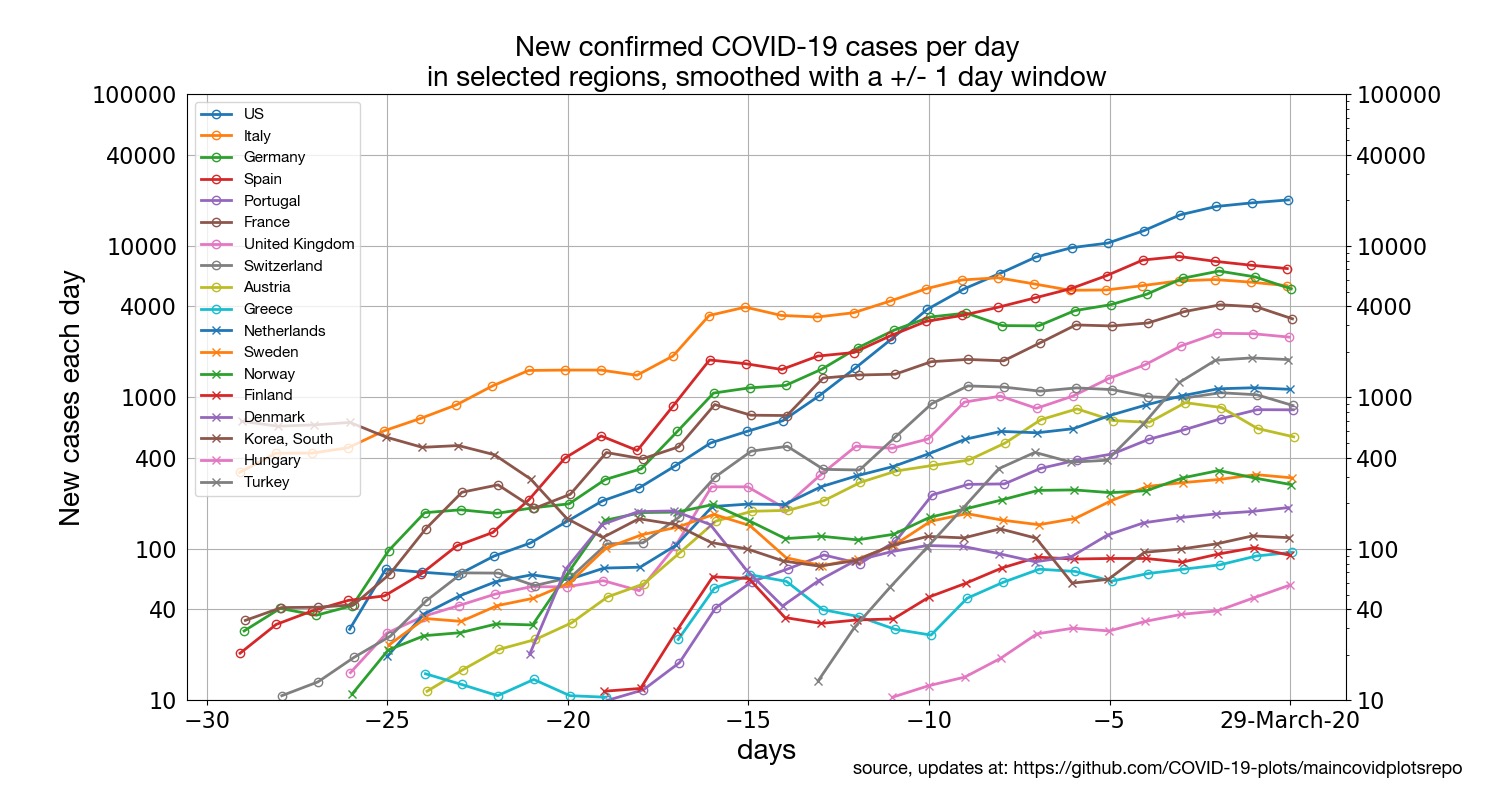 New confirmed COVID-19 cases per day
in selected regions, smoothed with a +/- 1 day window
New cases each day
100000
40000
10000
4000
1000
400
100
40
10
US
Italy
Germany
Spain
Portugal
France
United Kingdom
Switzerland
Austria
Greece
Netherlands
Sweden
Norway
Finland
Denmark
Korea, South
Hungary
Turkey
100000
40000
10000
4000
1000
400
100
40
10
−30 −25 −20 −15 −10 −5 29-March-20
days
source, updates at: https://github.com/COVID-19-plots/maincovidplotsrepo